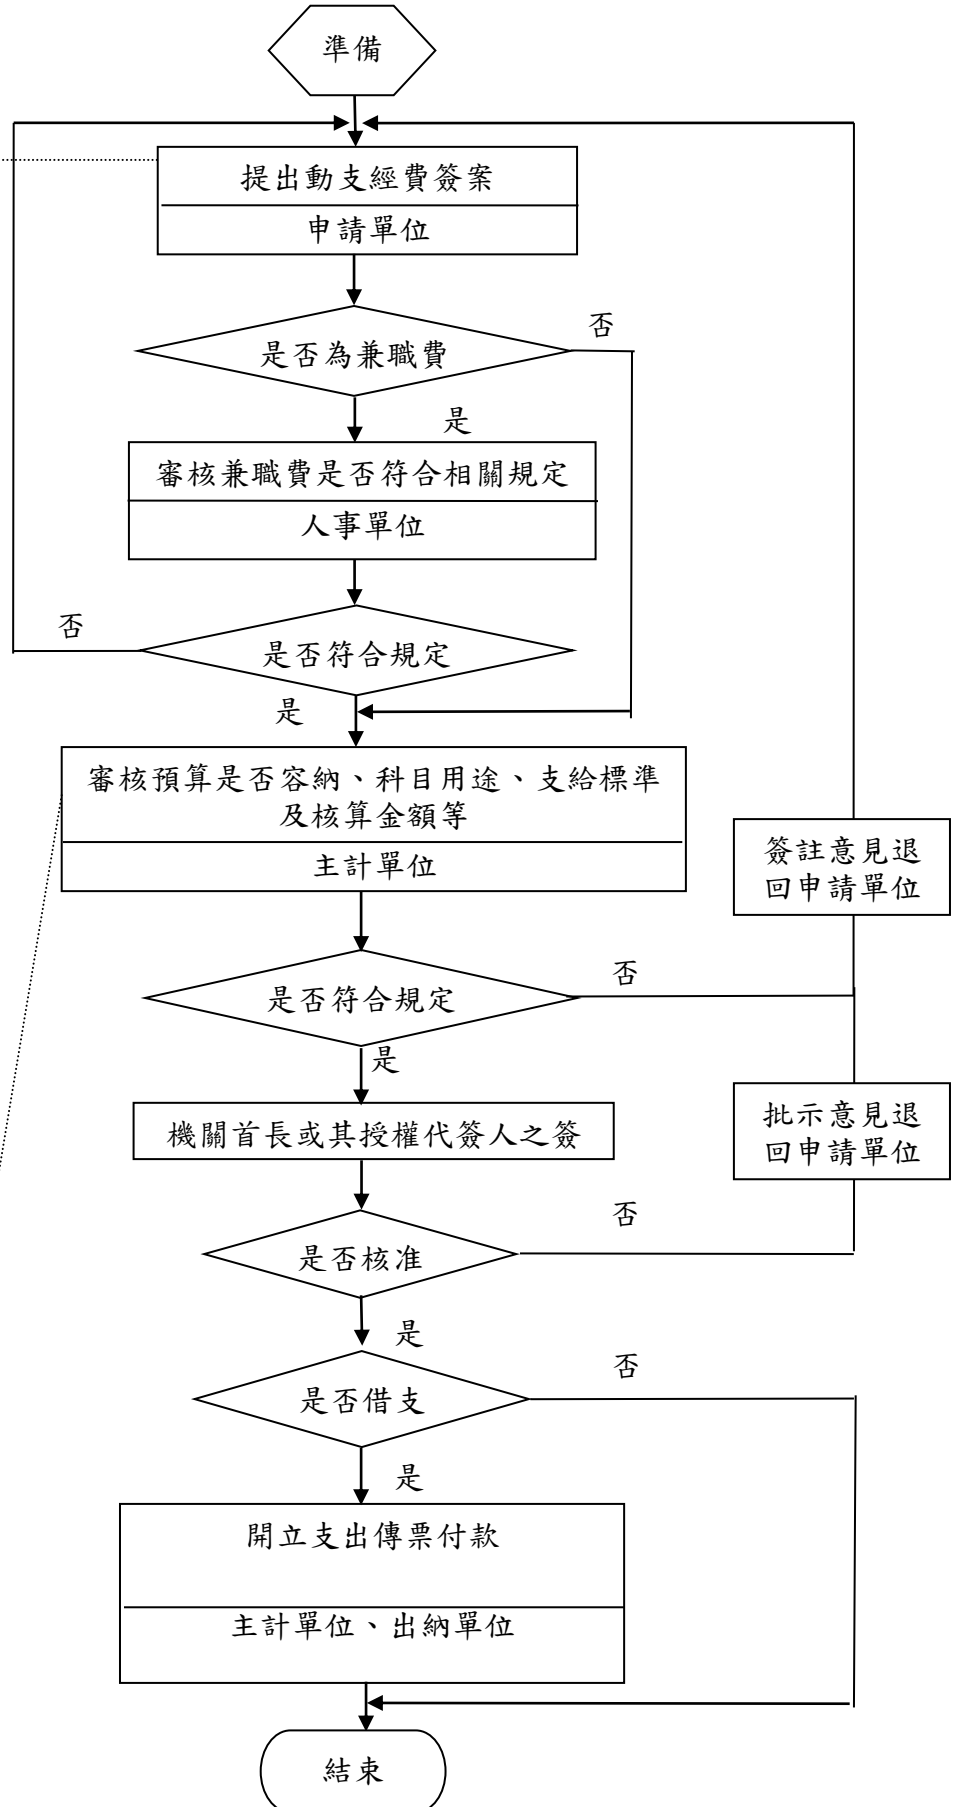 準備
提出動支經費簽案
申請單位
否
是否為兼職費
是
審核兼職費是否符合相關規定
人事單位
否
是否符合規定
是
審核預算是否容納、科目用途、支給標準
及核算金額等
主計單位
簽註意見退
回申請單位
否
是否符合規定
是
機關首長或其授權代簽人之簽
批示意見退
回申請單位
否
是否核准
是
否
是否借支
是
開立支出傳票付款
主計單位、出納單位
結束